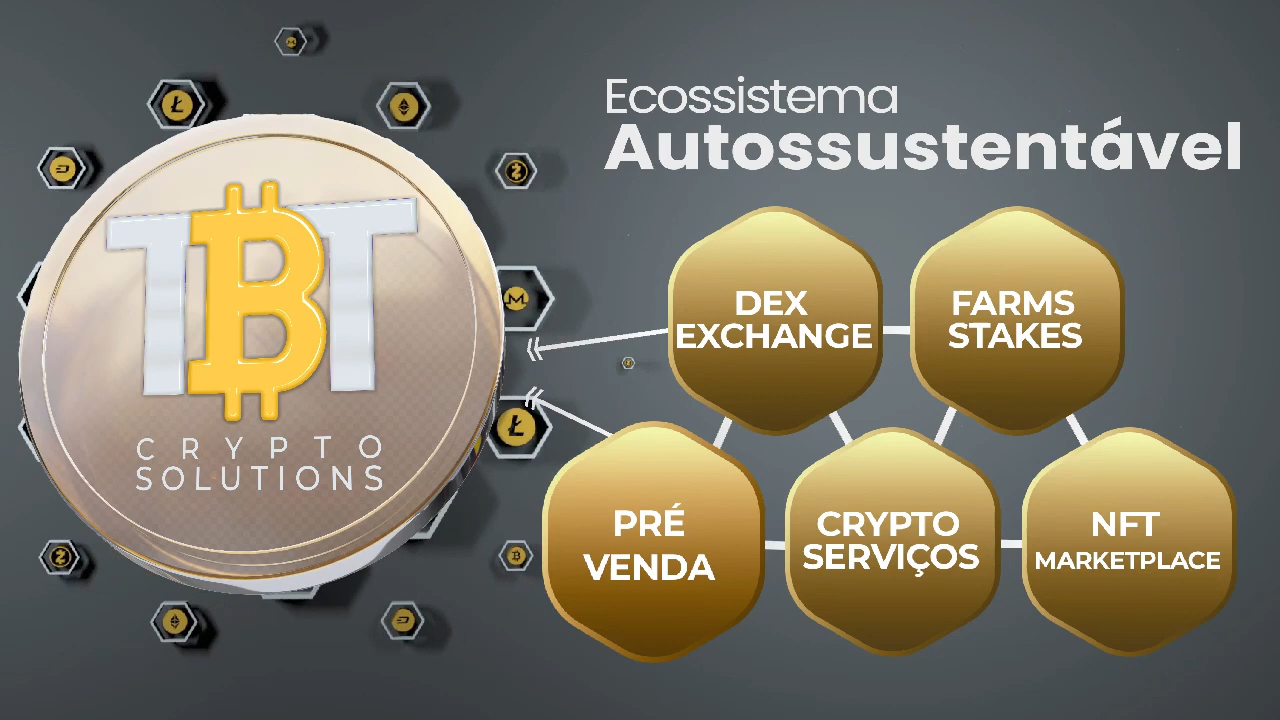 Ecossistema
Autossustentável
TBT
CRYPTO
SOLUTIONS
DEX
EXCHANGE
FARMS
STAKES
PRÉ
VENDA
CRYPTO
SERVIÇOS
NFT
MARKETPLACE